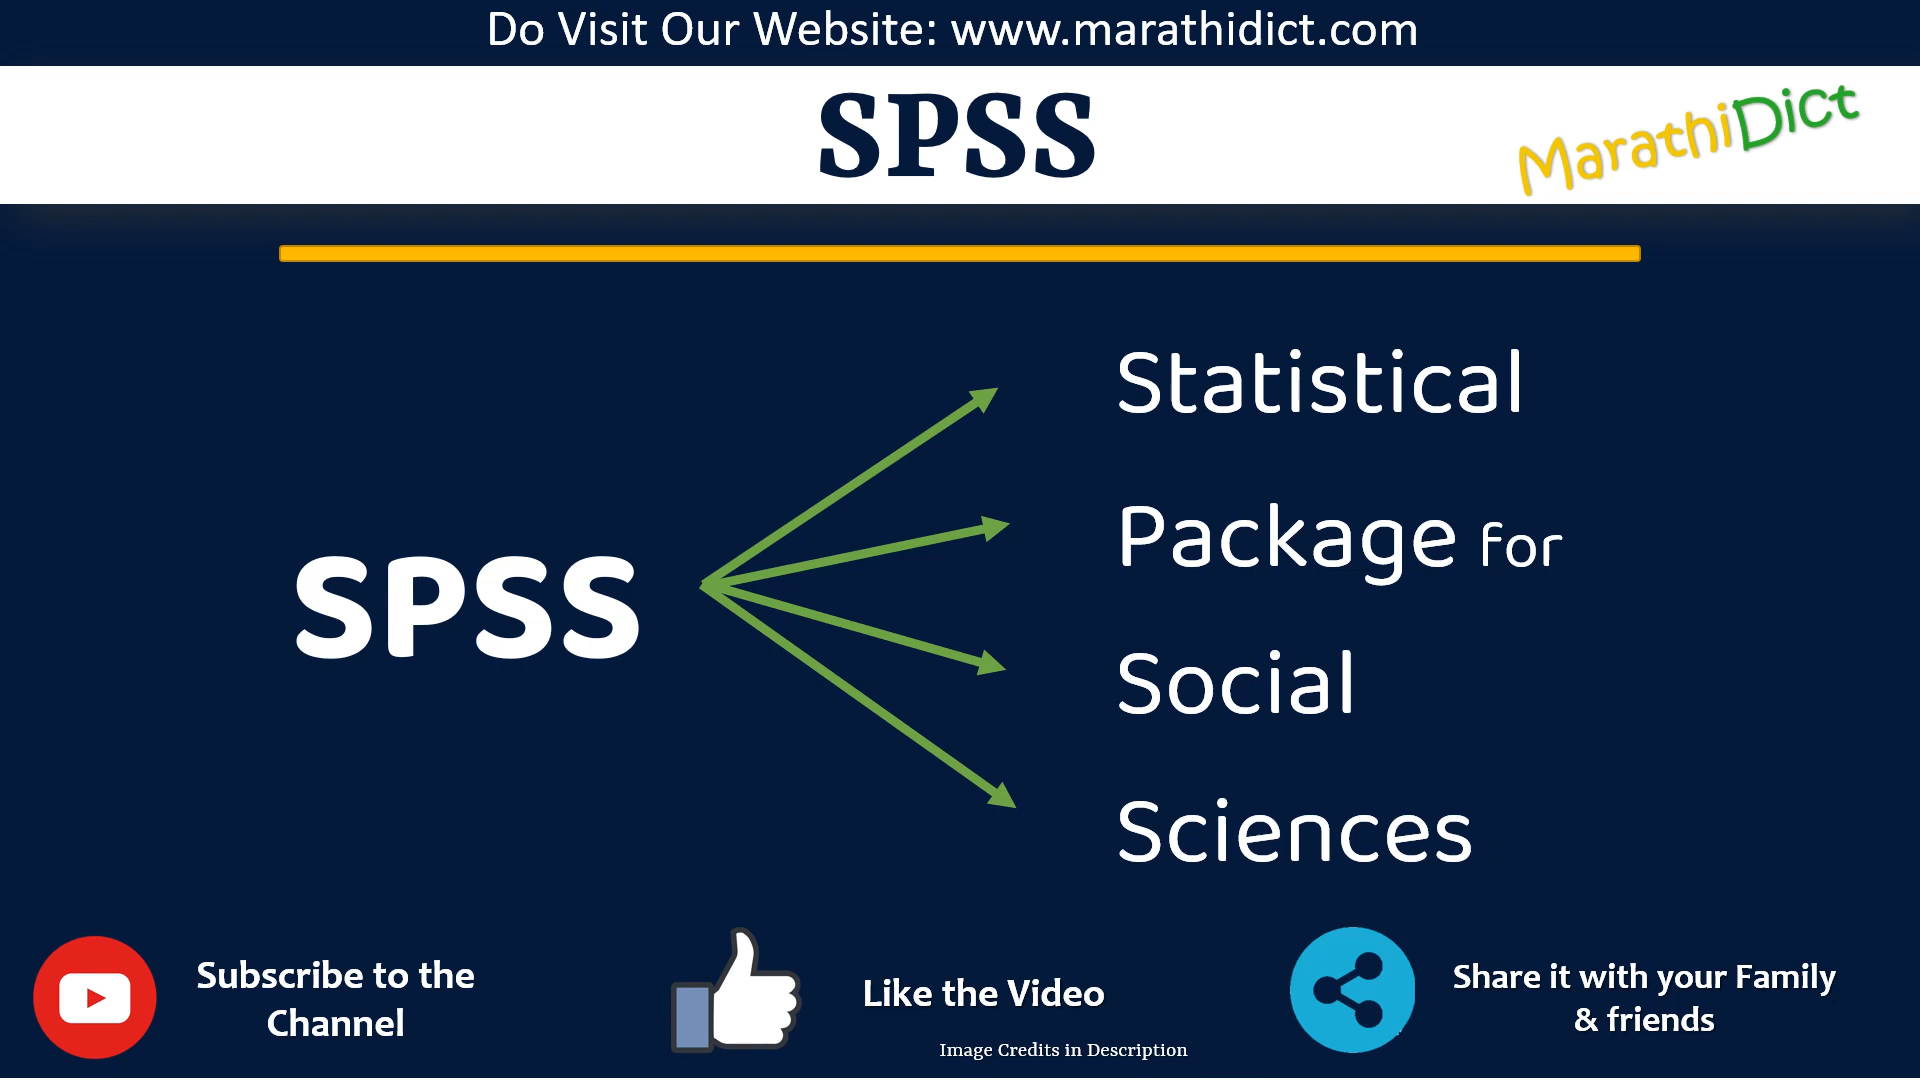 Do Visit Our Website: www.marathidict.com
SPSS
MarathiDict
SPSS
Statistical
Package for
Social
Sciences
Subscribe to the
Channel
Like the Video
Share it with your Family
& friends
Image Credits in Description